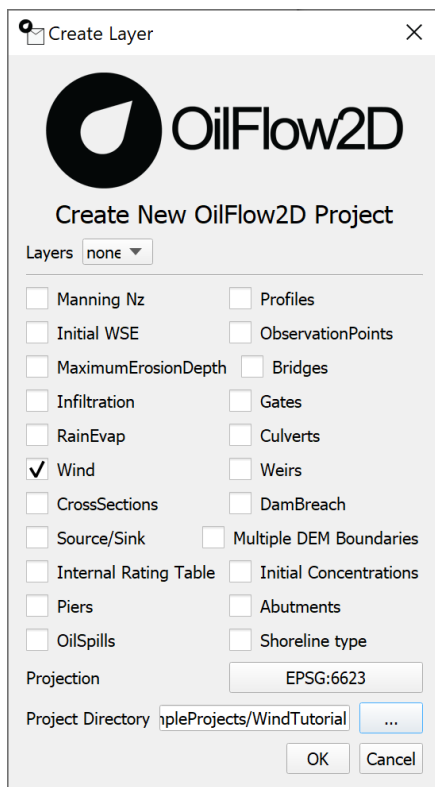 Create Layer
OilFlow2D
Create New OilFlow2D Project
Layers none
Manning Nz Profiles
Initial WSE ObservationPoints
MaximumErosionDepth Bridges
Infiltration Gates
RainEvap Culverts
Wind Weirs
CrossSections DamBreach
Source/Sink Multiple DEM Boundaries
Internal Rating Table Initial Concentrations
Piers Abutments
OilSpills Shoreline type
Projection EPSG:6623
Project Directory npleProjects/WindTutorial ...
OK Cancel